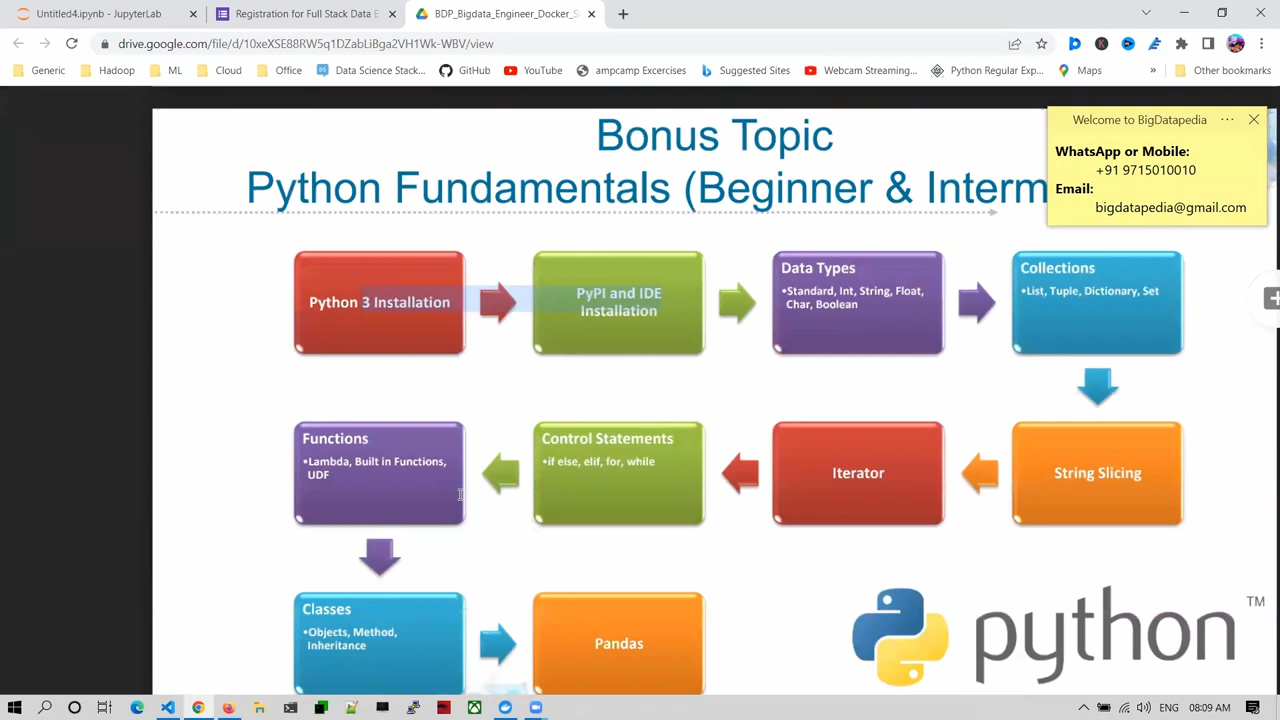 Untitled4.ipynb - JupyterLab
Registration for Full Stack Data E
BDP_Bigdata_Engineer_Docker_S
drive.google.com/file/d/10xeXSE88RW5q1DZabLiBga2VH1Wk-WBV/view
Generic
Hadoop
ML
Cloud
Office
Data Science Stack...
GitHub
YouTube
ampcamp Excercises
Suggested Sites
Webcam Streaming...
Python Regular Exp...
Maps
»
Other bookmarks
Bonus Topic
Python Fundamentals (Beginner & Interm
Welcome to BigDatapedia
WhatsApp or Mobile:
+91 9715010010
Email:
bigdatapedia@gmail.com
Python 3 Installation
PyPI and IDE
Installation
Data Types
•Standard, Int, String, Float,
Char, Boolean
Collections
•List, Tuple, Dictionary, Set
Functions
•Lambda, Built in Functions,
UDF
Control Statements
•if else, elif, for, while
Iterator
String Slicing
Classes
•Objects, Method,
Inheritance
Pandas
python
TM
ENG
08:09 AM